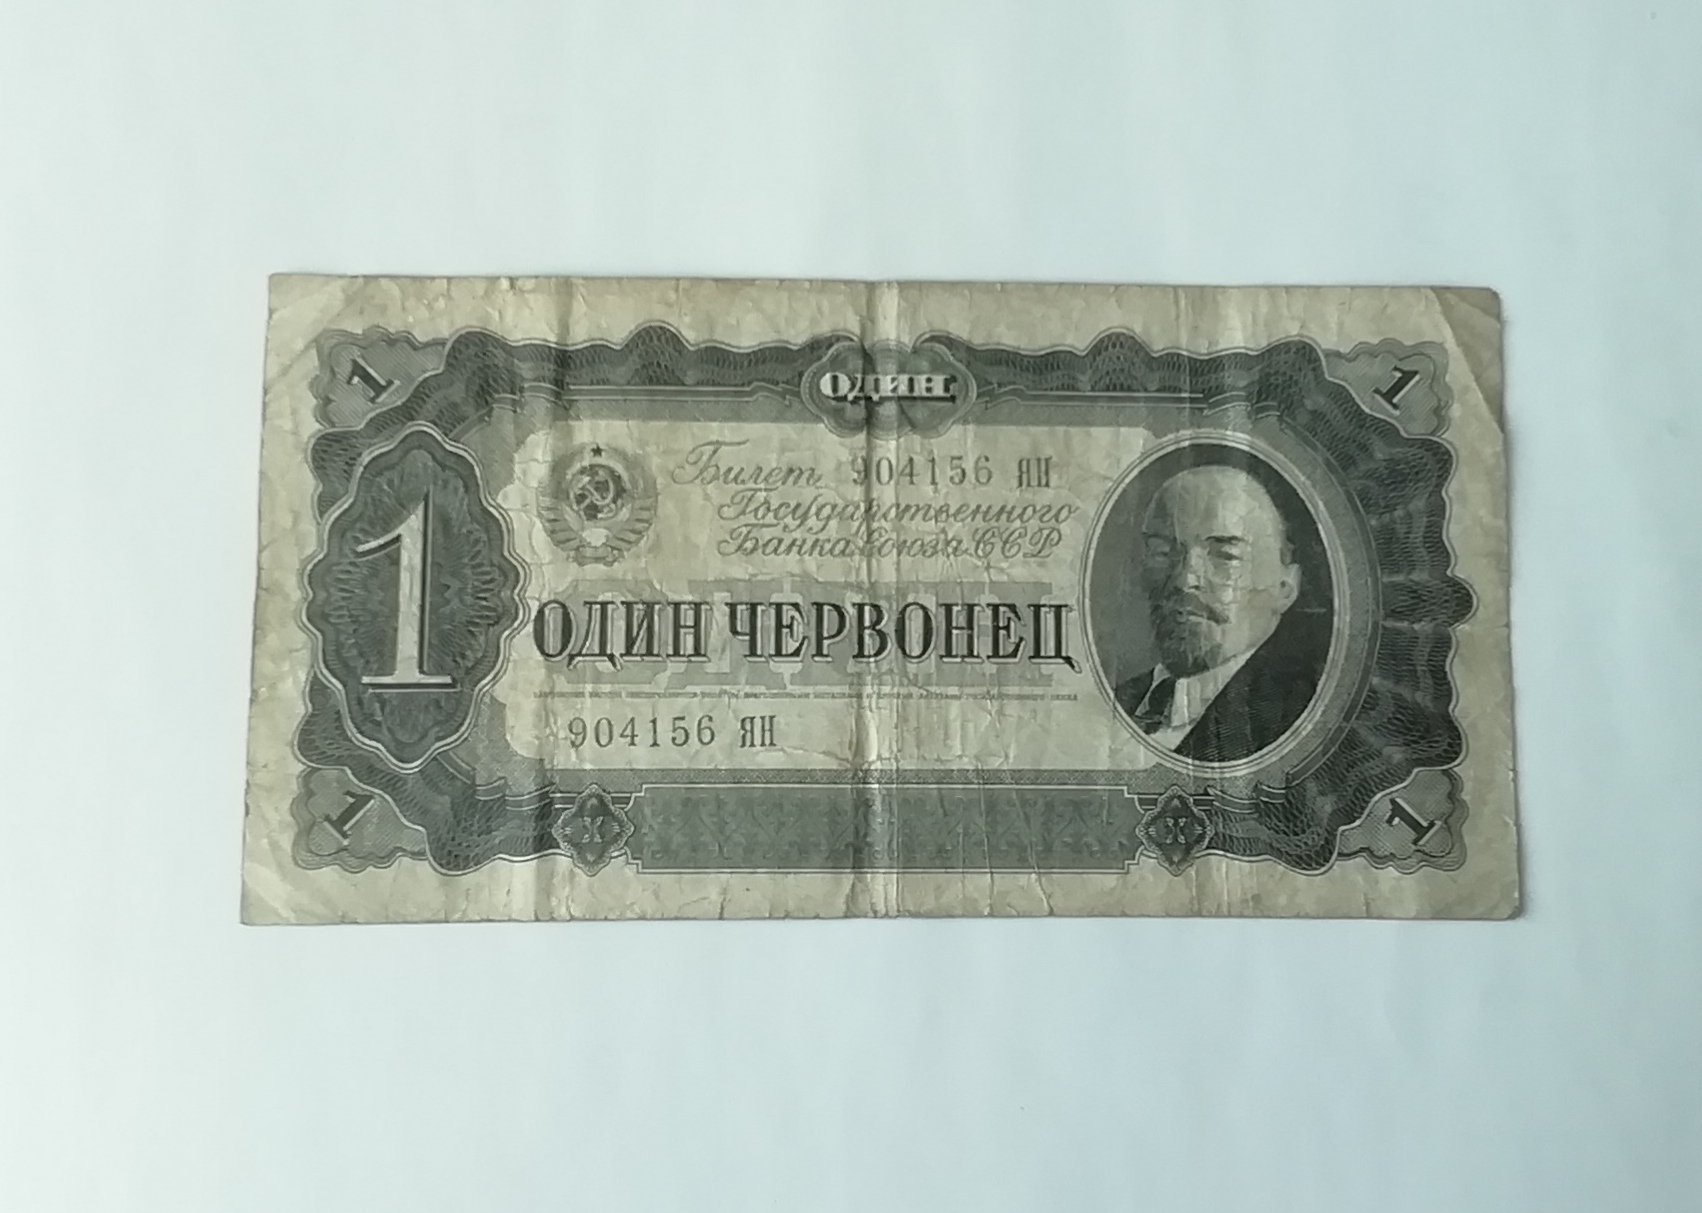 1
ОДИН
1
Билет 904156 ЯН
Государственного
Банка Союза ССР
1
ОДИН ЧЕРВОНЕЦ
904156 ЯН
1
1